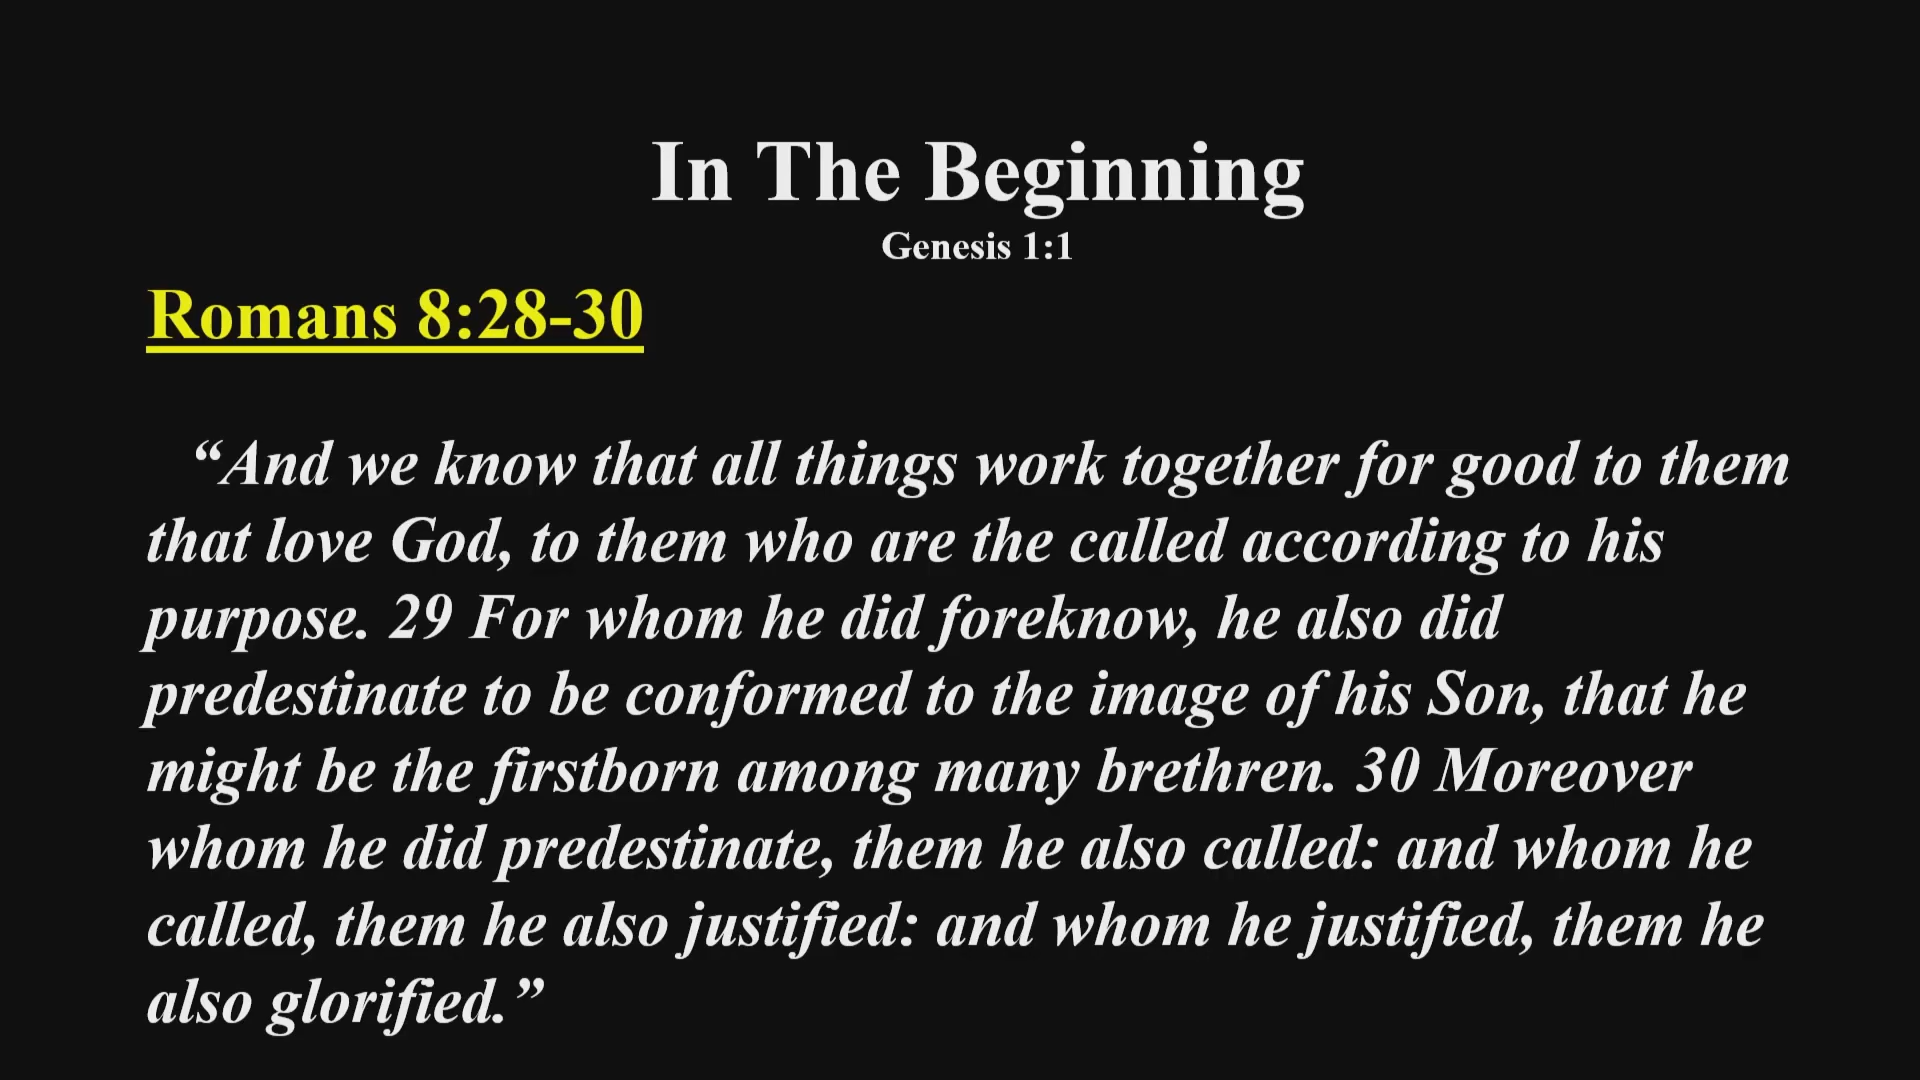 In The Beginning
Genesis 1:1
Romans 8:28-30
“And we know that all things work together for good to them
that love God, to them who are the called according to his
purpose. 29 For whom he did foreknow, he also did
predestinate to be conformed to the image of his Son, that he
might be the firstborn among many brethren. 30 Moreover
whom he did predestinate, them he also called: and whom he
called, them he also justified: and whom he justified, them he
also glorified.”